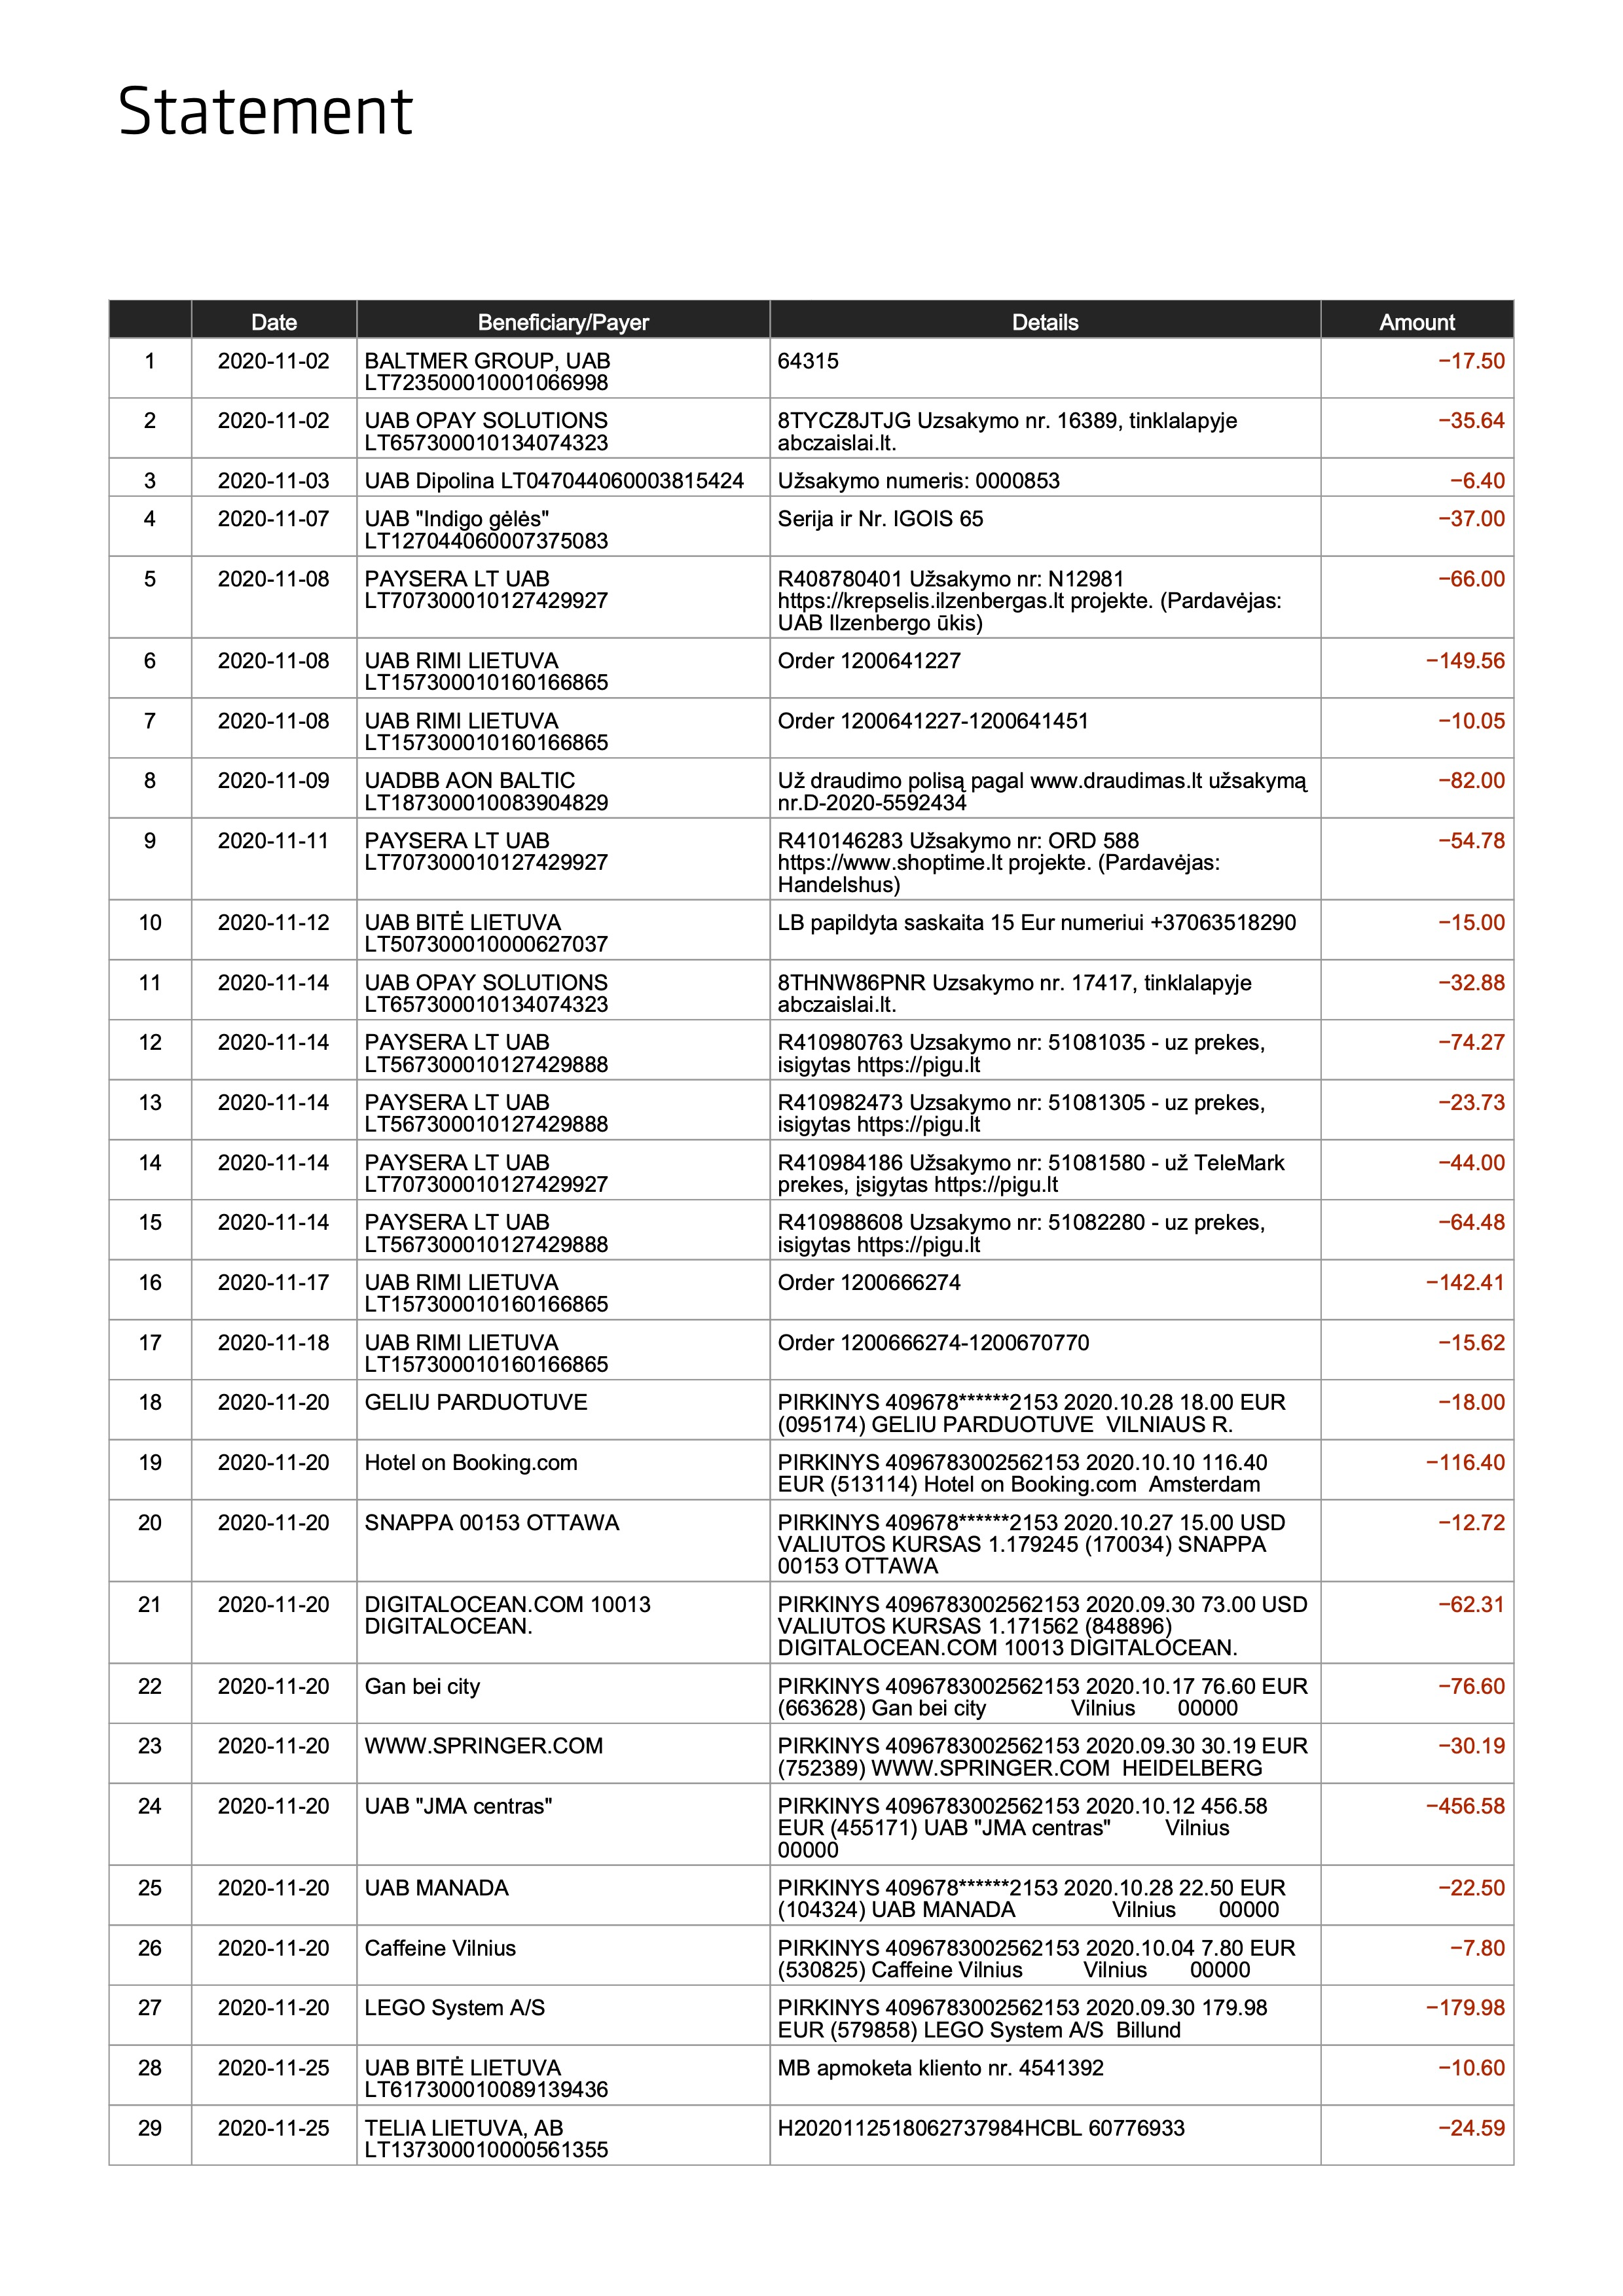 Statement
Date Beneficiary/Payer Details Amount
1 2020-11-02 BALTMER GROUP, UAB 64315 −17.50
LT723500010001066998
2 2020-11-02 UAB OPAY SOLUTIONS 8TYCZ8JTJG Uzsakymo nr. 16389, tinklalapyje −35.64
LT657300010134074323 abczaislai.lt.
3 2020-11-03 UAB Dipolina LT047044060003815424 Užsakymo numeris: 0000853 −6.40
4 2020-11-07 UAB "Indigo gėlės" Serija ir Nr. IGOIS 65 −37.00
LT127044060007375083
5 2020-11-08 PAYSERA LT UAB R408780401 Užsakymo nr: N12981 −66.00
LT707300010127429927 https://krepselis.ilzenbergas.lt projekte. (Pardavėjas:
UAB Ilzenbergo ūkis)
6 2020-11-08 UAB RIMI LIETUVA Order 1200641227 −149.56
LT157300010160166865
7 2020-11-08 UAB RIMI LIETUVA Order 1200641227-1200641451 −10.05
LT157300010160166865
8 2020-11-09 UADBB AON BALTIC Už draudimo polisą pagal www.draudimas.lt užsakymą −82.00
LT187300010083904829 nr.D-2020-5592434
9 2020-11-11 PAYSERA LT UAB R410146283 Užsakymo nr: ORD 588 −54.78
LT707300010127429927 https://www.shoptime.lt projekte. (Pardavėjas:
Handelshus)
10 2020-11-12 UAB BITĖ LIETUVA LB papildyta saskaita 15 Eur numeriui +37063518290 −15.00
LT507300010000627037
11 2020-11-14 UAB OPAY SOLUTIONS 8THNW86PNR Uzsakymo nr. 17417, tinklalapyje −32.88
LT657300010134074323 abczaislai.lt.
12 2020-11-14 PAYSERA LT UAB R410980763 Uzsakymo nr: 51081035 - uz prekes, −74.27
LT567300010127429888 isigytas https://pigu.lt
13 2020-11-14 PAYSERA LT UAB R410982473 Uzsakymo nr: 51081305 - uz prekes, −23.73
LT567300010127429888 isigytas https://pigu.lt
14 2020-11-14 PAYSERA LT UAB R410984186 Užsakymo nr: 51081580 - už TeleMark −44.00
LT707300010127429927 prekes, įsigytas https://pigu.lt
15 2020-11-14 PAYSERA LT UAB R410988608 Uzsakymo nr: 51082280 - uz prekes, −64.48
LT567300010127429888 isigytas https://pigu.lt
16 2020-11-17 UAB RIMI LIETUVA Order 1200666274 −142.41
LT157300010160166865
17 2020-11-18 UAB RIMI LIETUVA Order 1200666274-1200670770 −15.62
LT157300010160166865
18 2020-11-20 GELIU PARDUOTUVE PIRKINYS 409678******2153 2020.10.28 18.00 EUR −18.00
(095174) GELIU PARDUOTUVE VILNIAUS R.
19 2020-11-20 Hotel on Booking.com PIRKINYS 4096783002562153 2020.10.10 116.40 −116.40
EUR (513114) Hotel on Booking.com Amsterdam
20 2020-11-20 SNAPPA 00153 OTTAWA PIRKINYS 409678******2153 2020.10.27 15.00 USD −12.72
VALIUTOS KURSAS 1.179245 (170034) SNAPPA
00153 OTTAWA
21 2020-11-20 DIGITALOCEAN.COM 10013 PIRKINYS 4096783002562153 2020.09.30 73.00 USD −62.31
DIGITALOCEAN. VALIUTOS KURSAS 1.171562 (848896)
DIGITALOCEAN.COM 10013 DIGITALOCEAN.
22 2020-11-20 Gan bei city PIRKINYS 4096783002562153 2020.10.17 76.60 EUR −76.60
(663628) Gan bei city Vilnius 00000
23 2020-11-20 WWW.SPRINGER.COM PIRKINYS 4096783002562153 2020.09.30 30.19 EUR −30.19
(752389) WWW.SPRINGER.COM HEIDELBERG
24 2020-11-20 UAB "JMA centras" PIRKINYS 4096783002562153 2020.10.12 456.58 −456.58
EUR (455171) UAB "JMA centras" Vilnius
00000
25 2020-11-20 UAB MANADA PIRKINYS 409678******2153 2020.10.28 22.50 EUR −22.50
(104324) UAB MANADA Vilnius 00000
26 2020-11-20 Caffeine Vilnius PIRKINYS 4096783002562153 2020.10.04 7.80 EUR −7.80
(530825) Caffeine Vilnius Vilnius 00000
27 2020-11-20 LEGO System A/S PIRKINYS 4096783002562153 2020.09.30 179.98 −179.98
EUR (579858) LEGO System A/S Billund
28 2020-11-25 UAB BITĖ LIETUVA MB apmoketa kliento nr. 4541392 −10.60
LT617300010089139436
29 2020-11-25 TELIA LIETUVA, AB H2020112518062737984HCBL 60776933 −24.59
LT137300010000561355